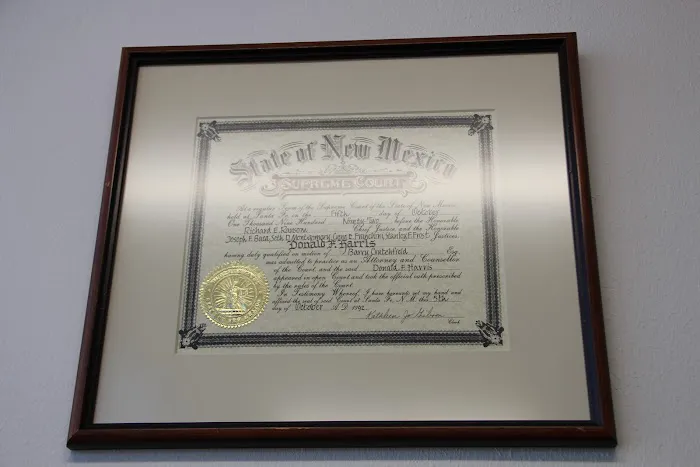 State of New Mexico
SUPREME COURT
At a regular Term of the Supreme Court of the State of New Mexico
held at Santa Fe on the Fifth day of October
One Thousand Nine Hundred Ninety Two before the Honorable
Richard E. Ransom Chief Justice and the Honorable
Joseph F. Baca, Seth D. Montgomery, Gene E. Franchini, Stanley F. Frost Justices
Donald F. Harris
having duly qualified on motion of Barry Crutchfield Esq.
was admitted to practice as an Attorney and Counsellor
of the Court and the said Donald F. Harris
appeared in open Court and took the official oath prescribed
by the rules of the Court
In Testimony Whereof, I have hereunto set my hand and
affixed the seal of said Court at Santa Fe, N.M. this
day of October A.D. 1992
Kathleen Jo Gibson
Clerk